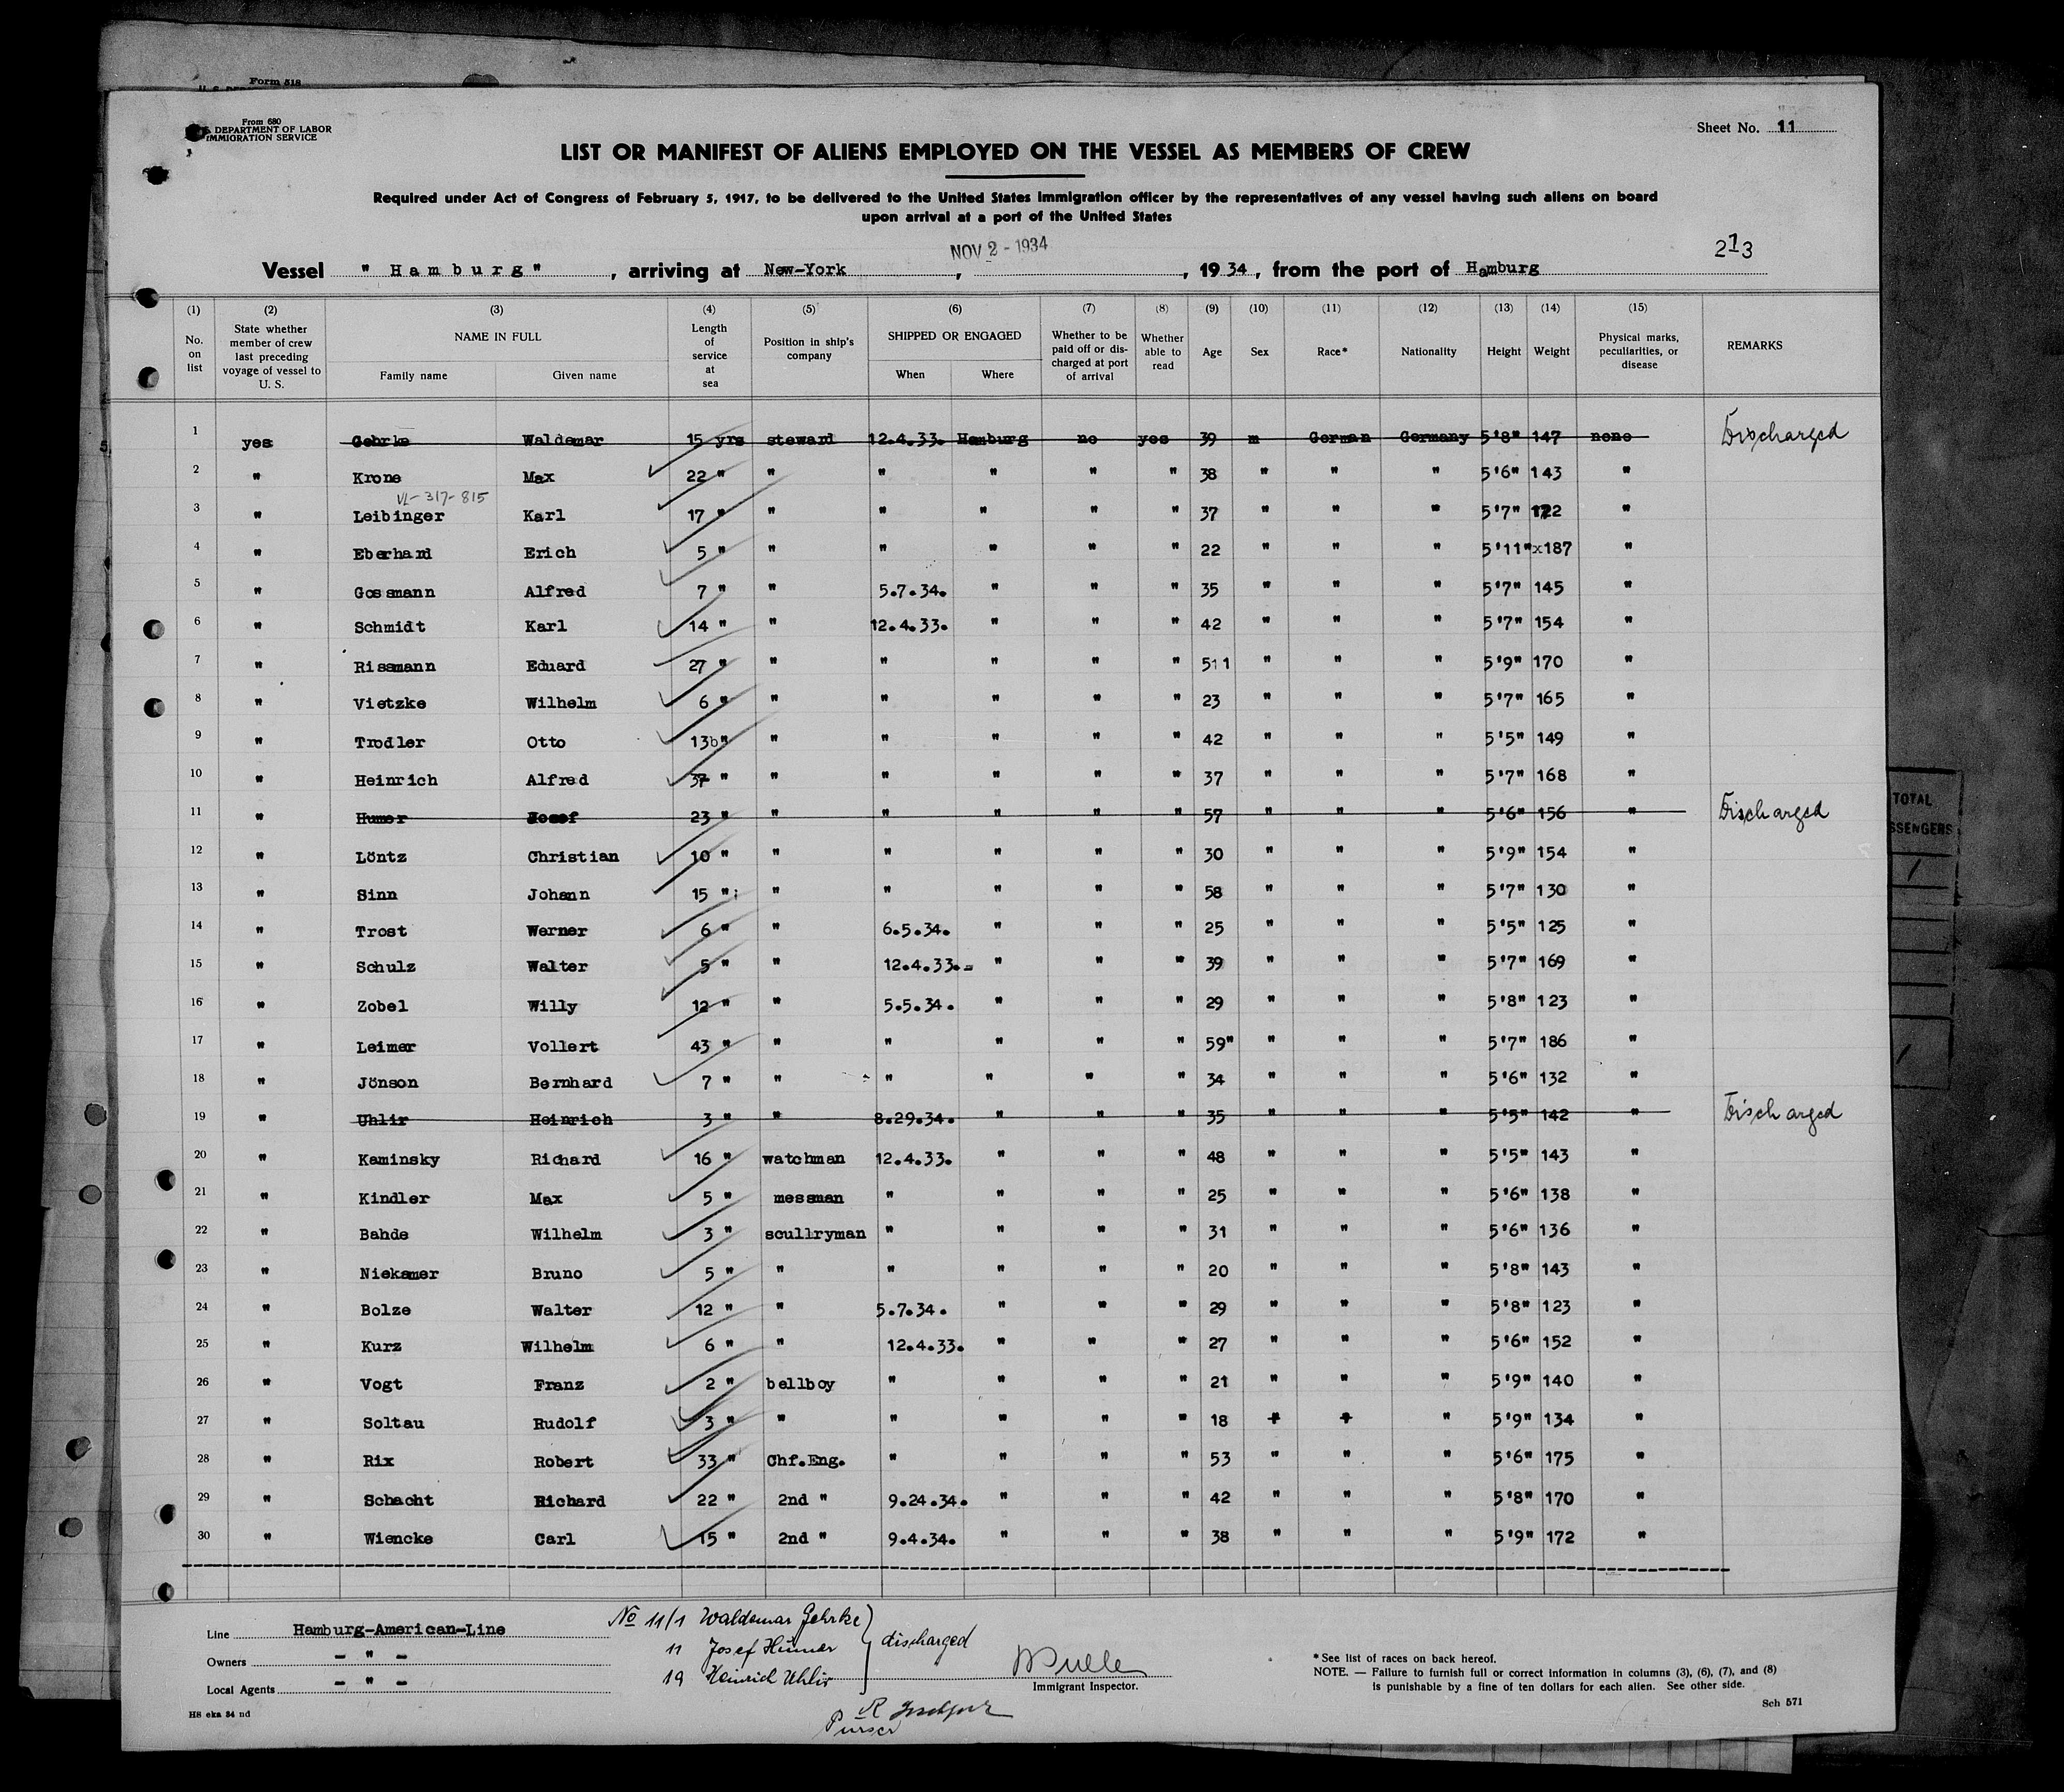 Form 518
From 680
DEPARTMENT OF LABOR
IMMIGRATION SERVICE
Sheet No. 11
LIST OR MANIFEST OF ALIENS EMPLOYED ON THE VESSEL AS MEMBERS OF CREW
Required under Act of Congress of February 5, 1917, to be delivered to the United States Immigration officer by the representatives of any vessel having such aliens on board
upon arrival at a port of the United States
NOV 2 - 1934
213
Vessel "Hamburg", arriving at New-York, , 1934, from the port of Hamburg
(1) (2) (3) (4) (5) (6) (7) (8) (9) (10) (11) (12) (13) (14) (15)
No. on list | State whether member of crew last preceding voyage of vessel to U. S. | NAME IN FULL Family name Given name | Length of service at sea | Position in ship's company | SHIPPED OR ENGAGED When Where | Whether to be paid off or discharged at port of arrival | Whether able to read | Age | Sex | Race* | Nationality | Height | Weight | Physical marks, peculiarities, or disease | REMARKS
1 yes Gehrke Waldemar 15 yrs steward 12.4.33. Hamburg no yes 39 m German Germany 5'8" 147 none Discharged
2 " Krone Max 22 " " " " " " 38 " " " 5'6" 143 "
VL-317-815
3 " Leibinger Karl 17 " " " " " " 37 " " " 5'7" 122 "
4 " Eberhard Erich 5 " " " " " " 22 " " " 5'11" x187 "
5 " Gossmann Alfred 7 " " 5.7.34. " " " 35 " " " 5'7" 145 "
6 " Schmidt Karl 14 " " 12.4.33. " " " 42 " " " 5'7" 154 "
7 " Rissmann Eduard 27 " " " " " " 511 " " " 5'9" 170 "
8 " Vietzke Wilhelm 6 " " " " " " 23 " " " 5'7" 165 "
9 " Trodler Otto 13b" " " " " " 42 " " " 5'5" 149 "
10 " Heinrich Alfred 37 " " " " " " 37 " " " 5'7" 168 "
11 " Humer Josef 23 " " " " " " 57 " " " 5'6" 156 " Discharged
12 " Löntz Christian 10 " " " " " " 30 " " " 5'9" 154 "
13 " Sinn Johann 15 " " " " " " 58 " " " 5'7" 130 "
14 " Trost Werner 6 " " 6.5.34. " " " 25 " " " 5'5" 125 "
15 " Schulz Walter 5 " " 12.4.33.- " " " 39 " " " 5'7" 169 "
16 " Zobel Willy 12 " " 5.5.34. " " " 29 " " " 5'8" 123 "
17 " Leimer Vollert 43 " " " " " " 59" " " " 5'7" 186 "
18 " Jönson Bernhard 7 " " " " " " 34 " " " 5'6" 132 "
19 " Uhlir Heinrich 3 " " 8.29.34. " " " 35 " " " 5'5" 142 " Discharged
20 " Kaminsky Richard 16 " watchman 12.4.33. " " " 48 " " " 5'5" 143 "
21 " Kindler Max 5 " messman " " " " 25 " " " 5'6" 138 "
22 " Bahde Wilhelm 3 " scullryman " " " " 31 " " " 5'6" 136 "
23 " Niekamer Bruno 5 " " " " " " 20 " " " 5'8" 143 "
24 " Bolze Walter 12 " " 5.7.34. " " " 29 " " " 5'8" 123 "
25 " Kurz Wilhelm 6 " " 12.4.33. " " " 27 " " " 5'6" 152 "
26 " Vogt Franz 2 " bellboy " " " " 21 " " " 5'9" 140 "
27 " Soltau Rudolf 3 " " " " " " 18 " " " 5'9" 134 "
28 " Rix Robert 33 " Chf.Eng. " " " " 53 " " " 5'6" 175 "
29 " Schacht Richard 22 " 2nd " 9.24.34. " " " 42 " " " 5'8" 170 "
30 " Wiencke Carl 15 " 2nd " 9.4.34. " " " 38 " " " 5'9" 172 "
TOTAL
Line Hamburg-American-Line
Owners - " -
Local Agents - " -
No 11/1 Waldemar Gehrke
11 Josef Humer
19 Heinrich Uhlir
discharged
Purser
Immigrant Inspector.
* See list of races on back hereof.
NOTE. — Failure to furnish full or correct information in columns (3), (6), (7), and (8)
is punishable by a fine of ten dollars for each alien. See other side.
H8 eka 34 nd
Sch 571